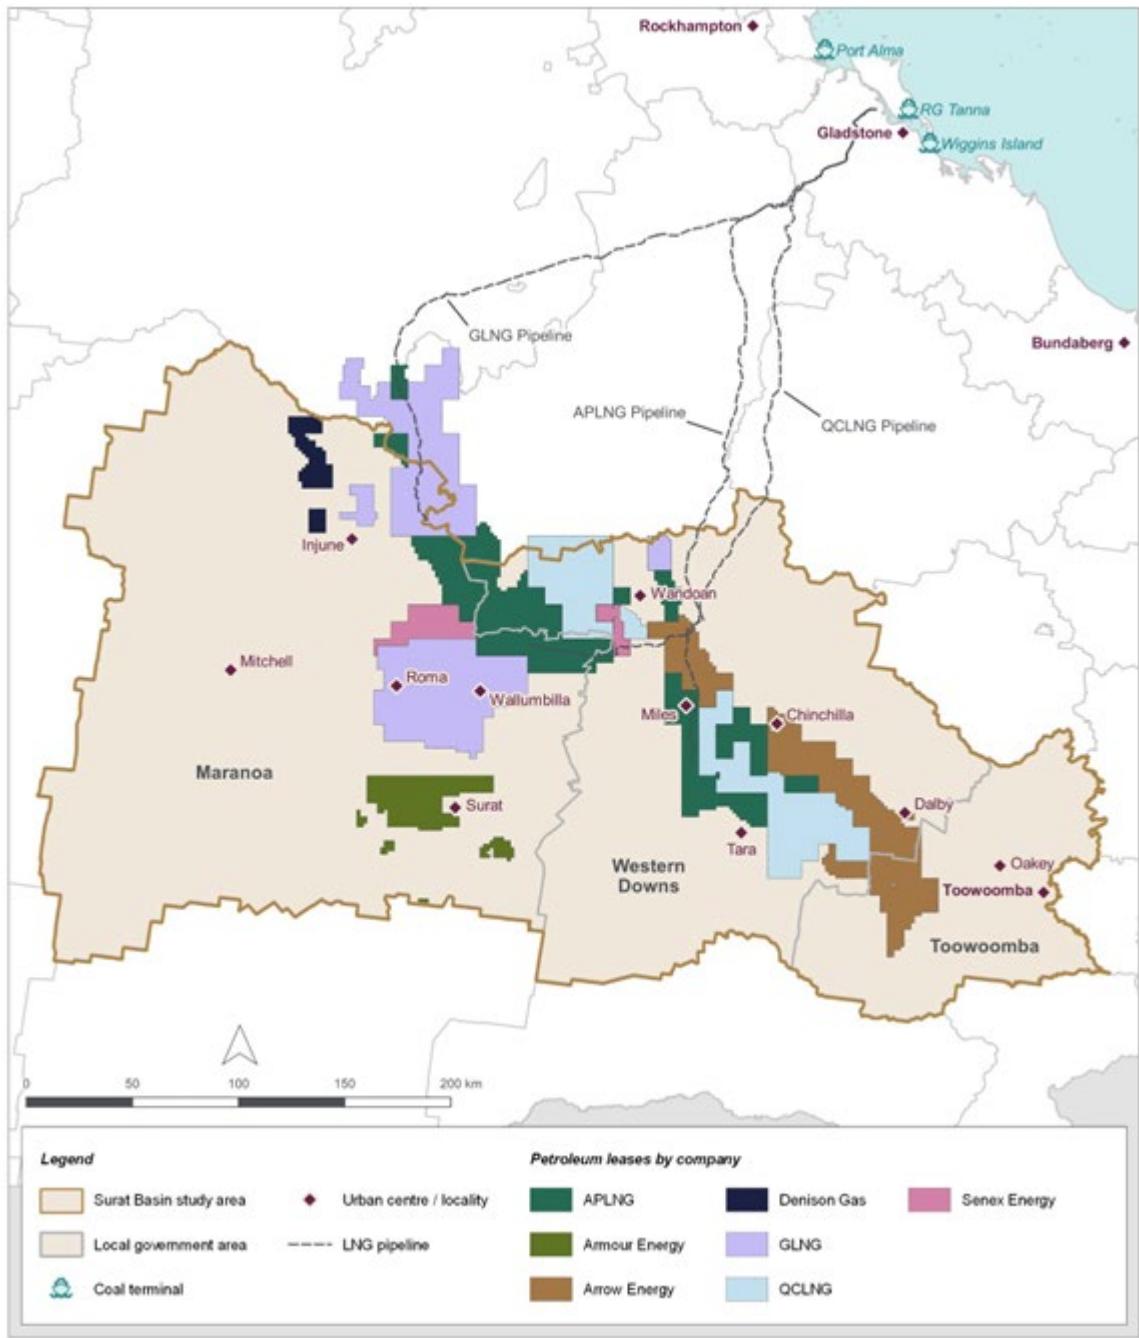 Rockhampton
Port Alma
RG Tanna
Gladstone
Wiggins Island
GLNG Pipeline
Bundaberg
APLNG Pipeline
QCLNG Pipeline
Injune
Wandoan
Mitchell
Roma
Wallumbilla
Miles
Chinchilla
Maranoa
Surat
Dalby
Tara
Western
Downs
Oakey
Toowoomba
Toowoomba
0 50 100 150 200 km
Legend
Surat Basin study area
Urban centre / locality
Local government area
LNG pipeline
Coal terminal
Petroleum leases by company
APLNG
Denison Gas
Senex Energy
Armour Energy
GLNG
Arrow Energy
QCLNG